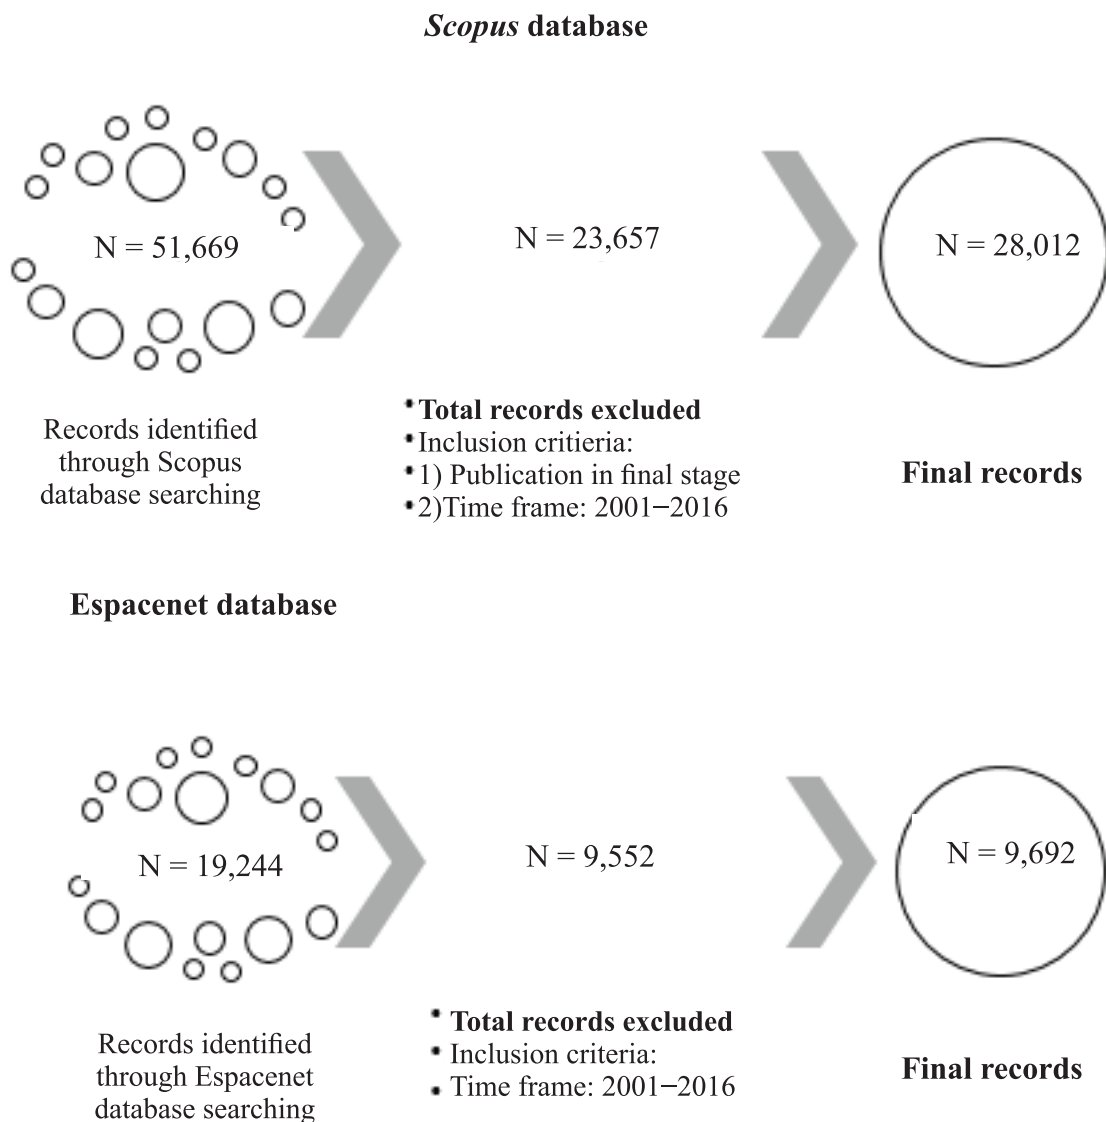 Scopus database
N = 51,669
N = 23,657
N = 28,012
Records identified
through Scopus
database searching
• Total records excluded
• Inclusion critieria:
• 1) Publication in final stage
• 2)Time frame: 2001–2016
Final records
Espacenet database
N = 19,244
N = 9,552
N = 9,692
Records identified
through Espacenet
database searching
• Total records excluded
• Inclusion criteria:
• Time frame: 2001–2016
Final records